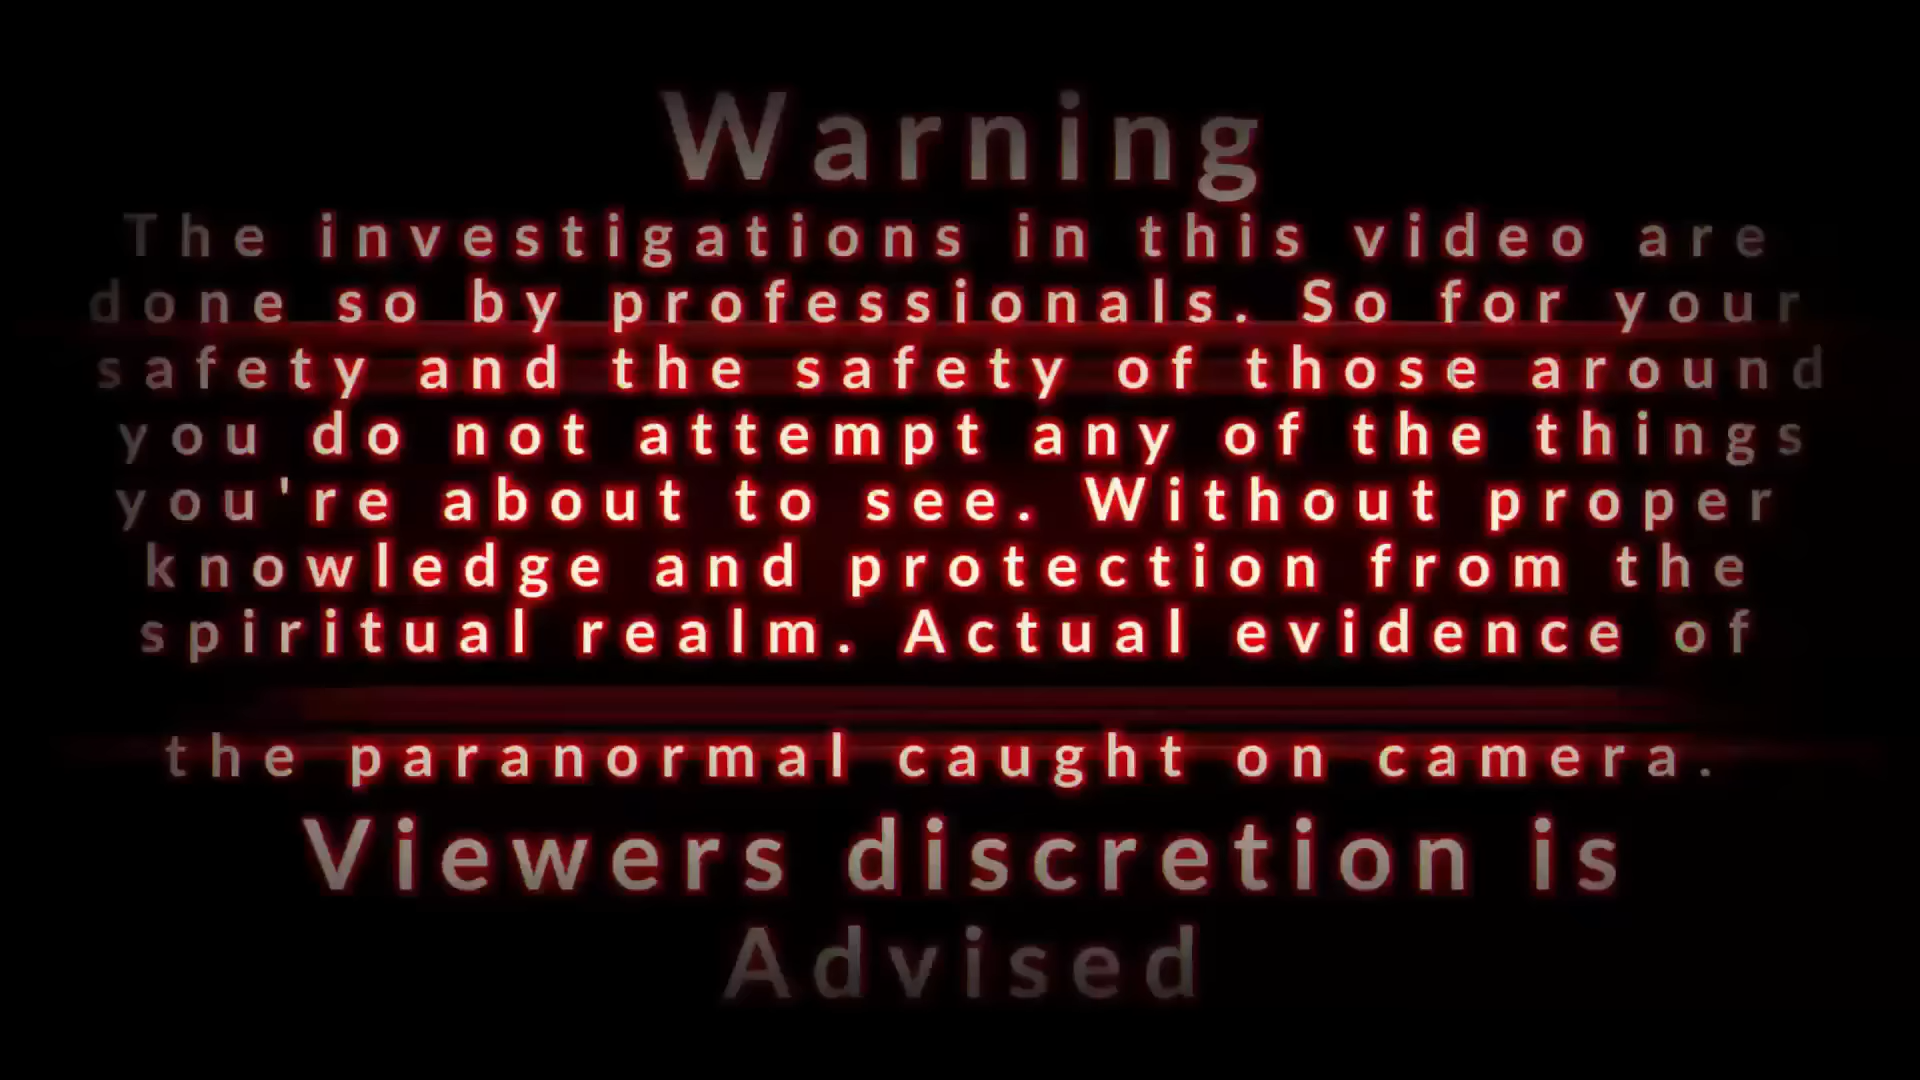 Warning
The investigations in this video are
done so by professionals. So for your
safety and the safety of those around
you do not attempt any of the things
you're about to see. Without proper
knowledge and protection from the
spiritual realm. Actual evidence of
the paranormal caught on camera.
Viewers discretion is
Advised